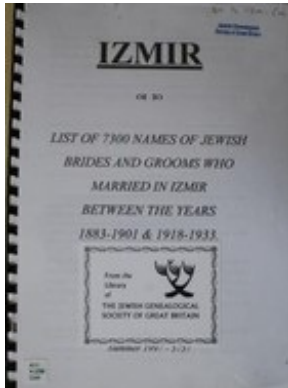 IZMIR
LIST OF 7300 NAMES OF JEWISH
BRIDES AND GROOMS WHO
MARRIED IN IZMIR
BETWEEN THE YEARS
1883-1901 & 1918-1933.
From the
Library
of
THE JEWISH GENEALOGICAL
SOCIETY OF GREAT BRITAIN